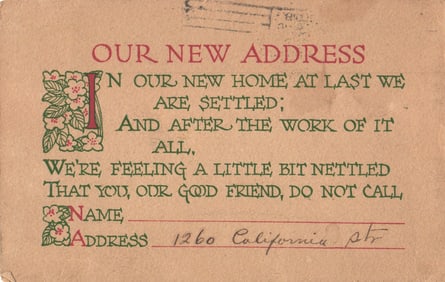 OUR NEW ADDRESS
IN OUR NEW HOME AT LAST WE
ARE SETTLED;
AND AFTER THE WORK OF IT
ALL,
WE'RE FEELING A LITTLE BIT NETTLED
THAT YOU, OUR GOOD FRIEND, DO NOT CALL
NAME
ADDRESS 1260 California Str